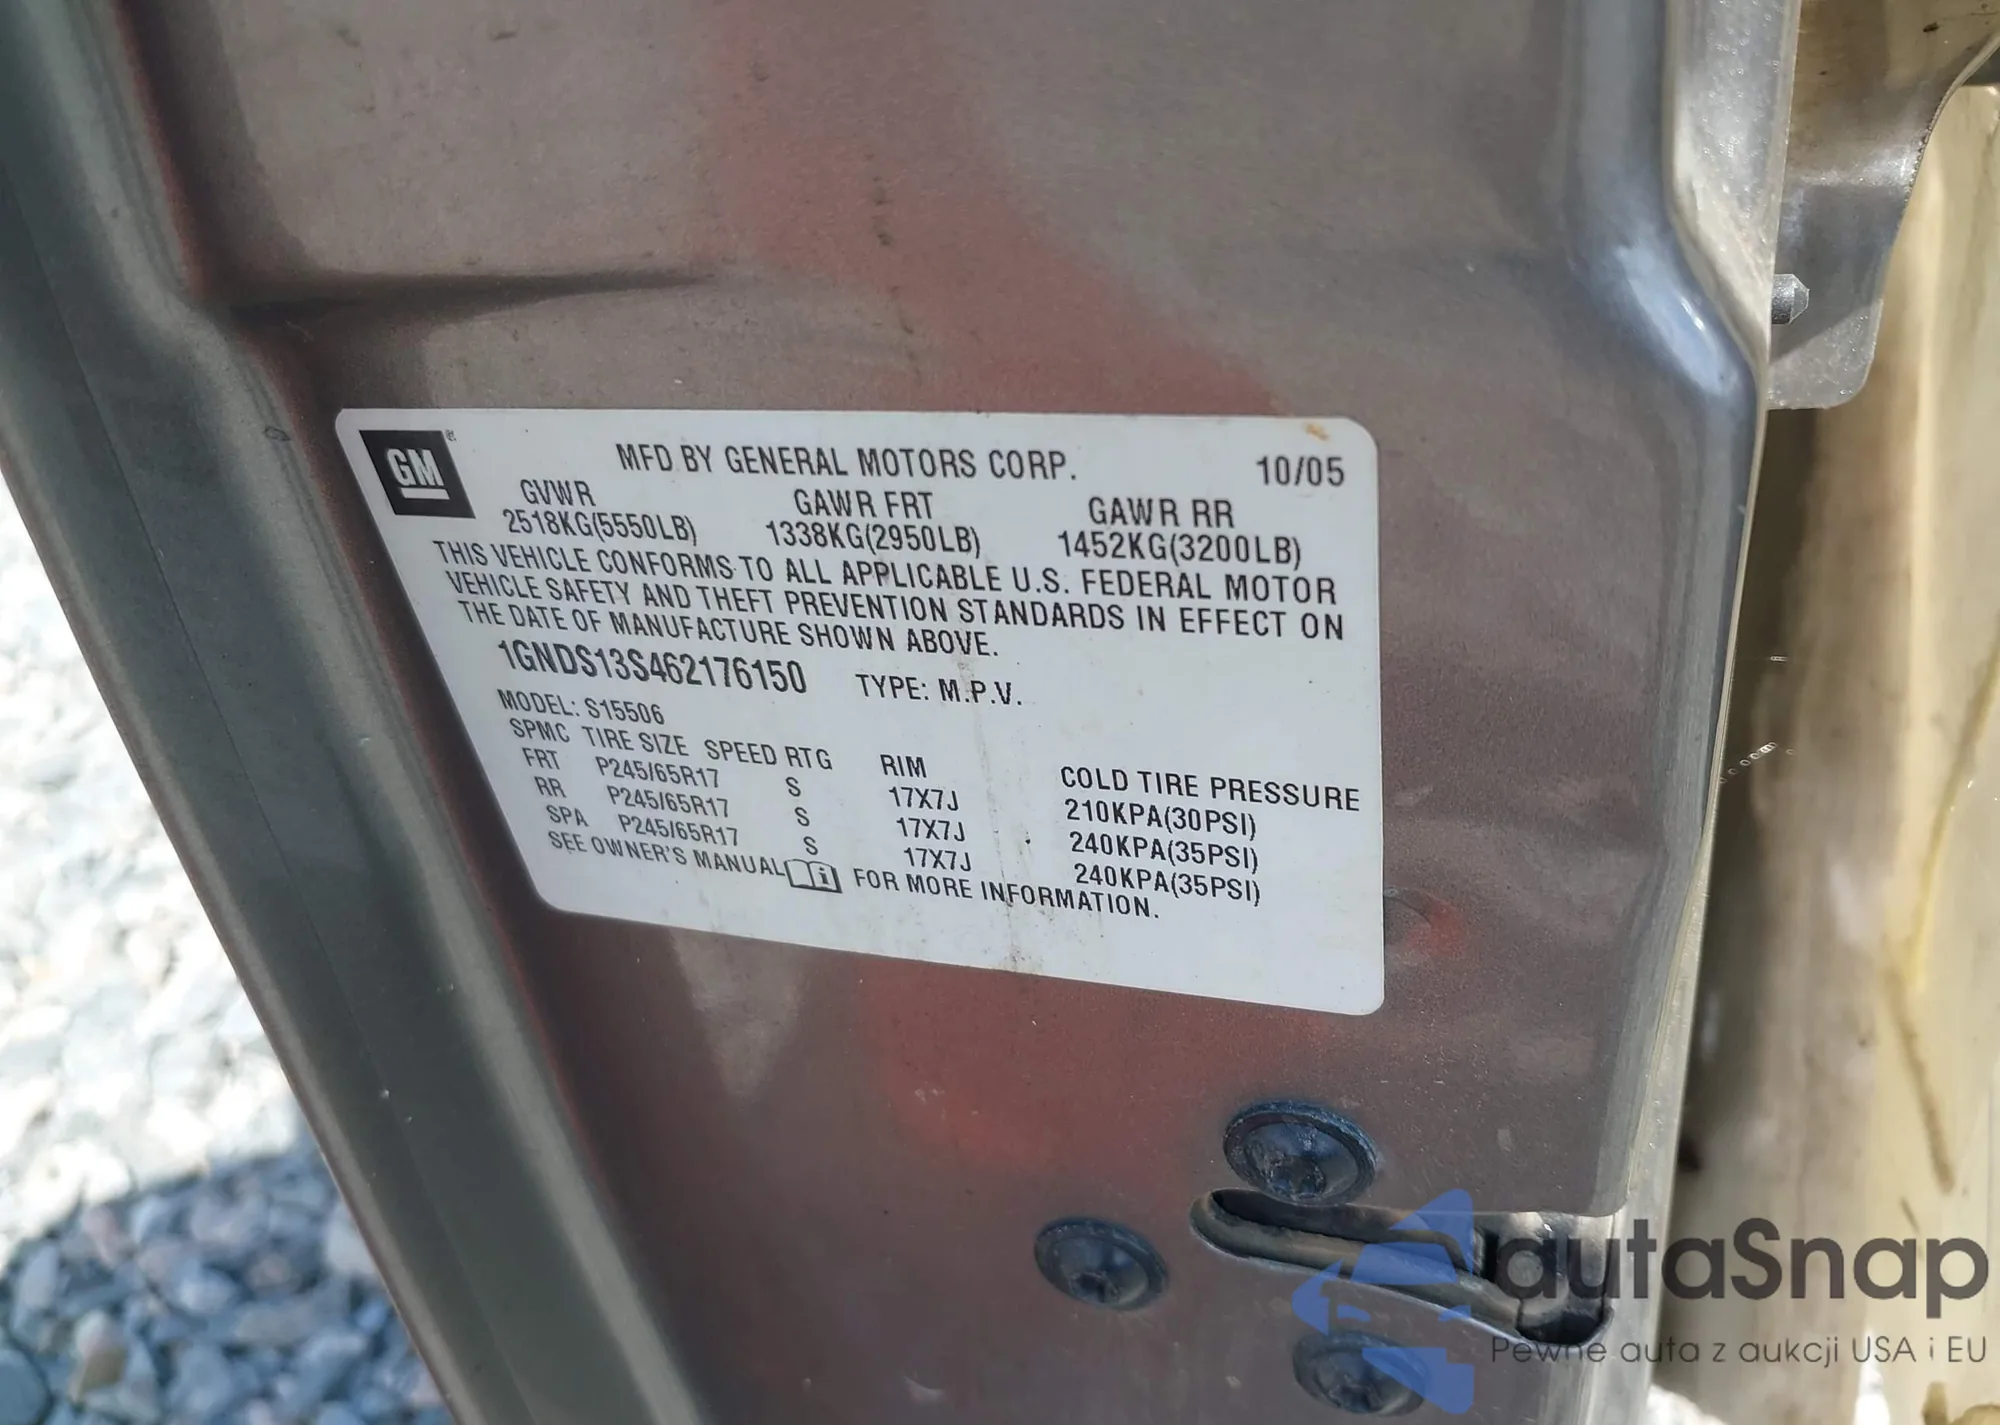 GM
MFD BY GENERAL MOTORS CORP. 10/05
GVWR GAWR FRT GAWR RR
2518KG(5550LB) 1338KG(2950LB) 1452KG(3200LB)
THIS VEHICLE CONFORMS TO ALL APPLICABLE U.S. FEDERAL MOTOR
VEHICLE SAFETY AND THEFT PREVENTION STANDARDS IN EFFECT ON
THE DATE OF MANUFACTURE SHOWN ABOVE.
1GNDS13S462176150 TYPE: M.P.V.
MODEL: S15506
SPMC TIRE SIZE SPEED RTG RIM COLD TIRE PRESSURE
FRT P245/65R17 S 17X7J 210KPA(30PSI)
RR P245/65R17 S 17X7J 240KPA(35PSI)
SPA P245/65R17 S 17X7J 240KPA(35PSI)
SEE OWNER'S MANUAL FOR MORE INFORMATION.
autaSnap
Pewne auta z aukcji USA i EU